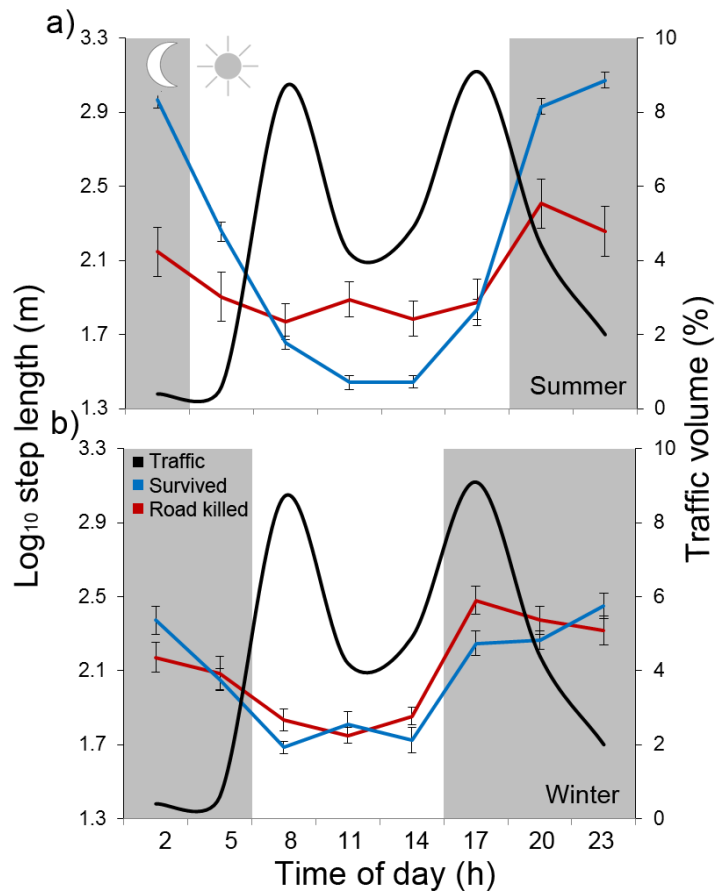 a)
3.3
2.9
2.5
2.1
1.7
1.3
10
8
6
4
2
0
Summer
b)
3.3
2.9
2.5
2.1
1.7
1.3
10
8
6
4
2
0
Traffic
Survived
Road killed
Winter
Log₁₀ step length (m)
Traffic volume (%)
2 5 8 11 14 17 20 23
Time of day (h)